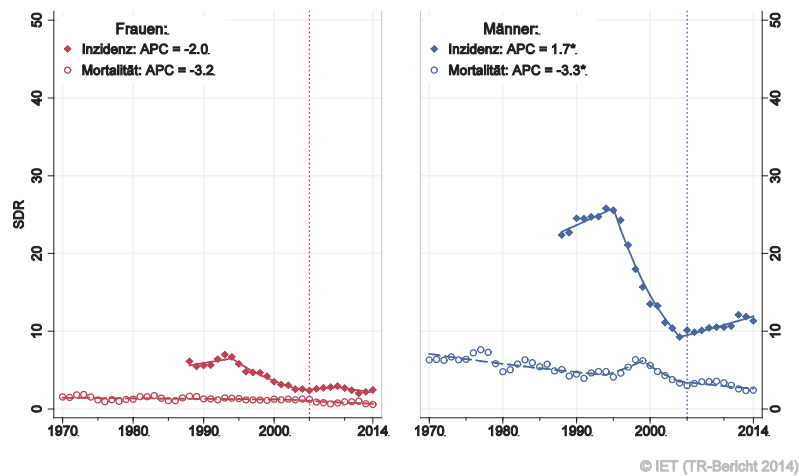 Frauen:
Inzidenz: APC = -2.0
Mortalität: APC = -3.2
Männer:
Inzidenz: APC = 1.7*
Mortalität: APC = -3.3*
SDR
50
40
30
20
10
0
50
40
30
20
10
0
1970
1980
1990
2000
2014
1970
1980
1990
2000
2014
© IET (TR-Bericht 2014)